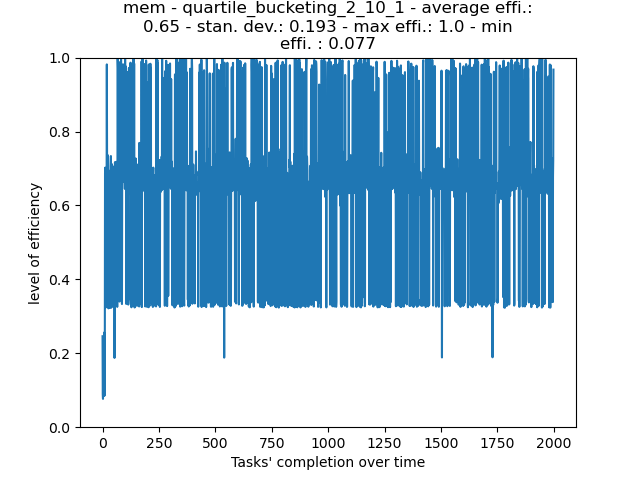 mem - quartile_bucketing_2_10_1 - average effi.:
0.65 - stan. dev.: 0.193 - max effi.: 1.0 - min
effi. : 0.077
1.0
0.8
0.6
0.4
0.2
0.0
level of efficiency
0 250 500 750 1000 1250 1500 1750 2000
Tasks' completion over time